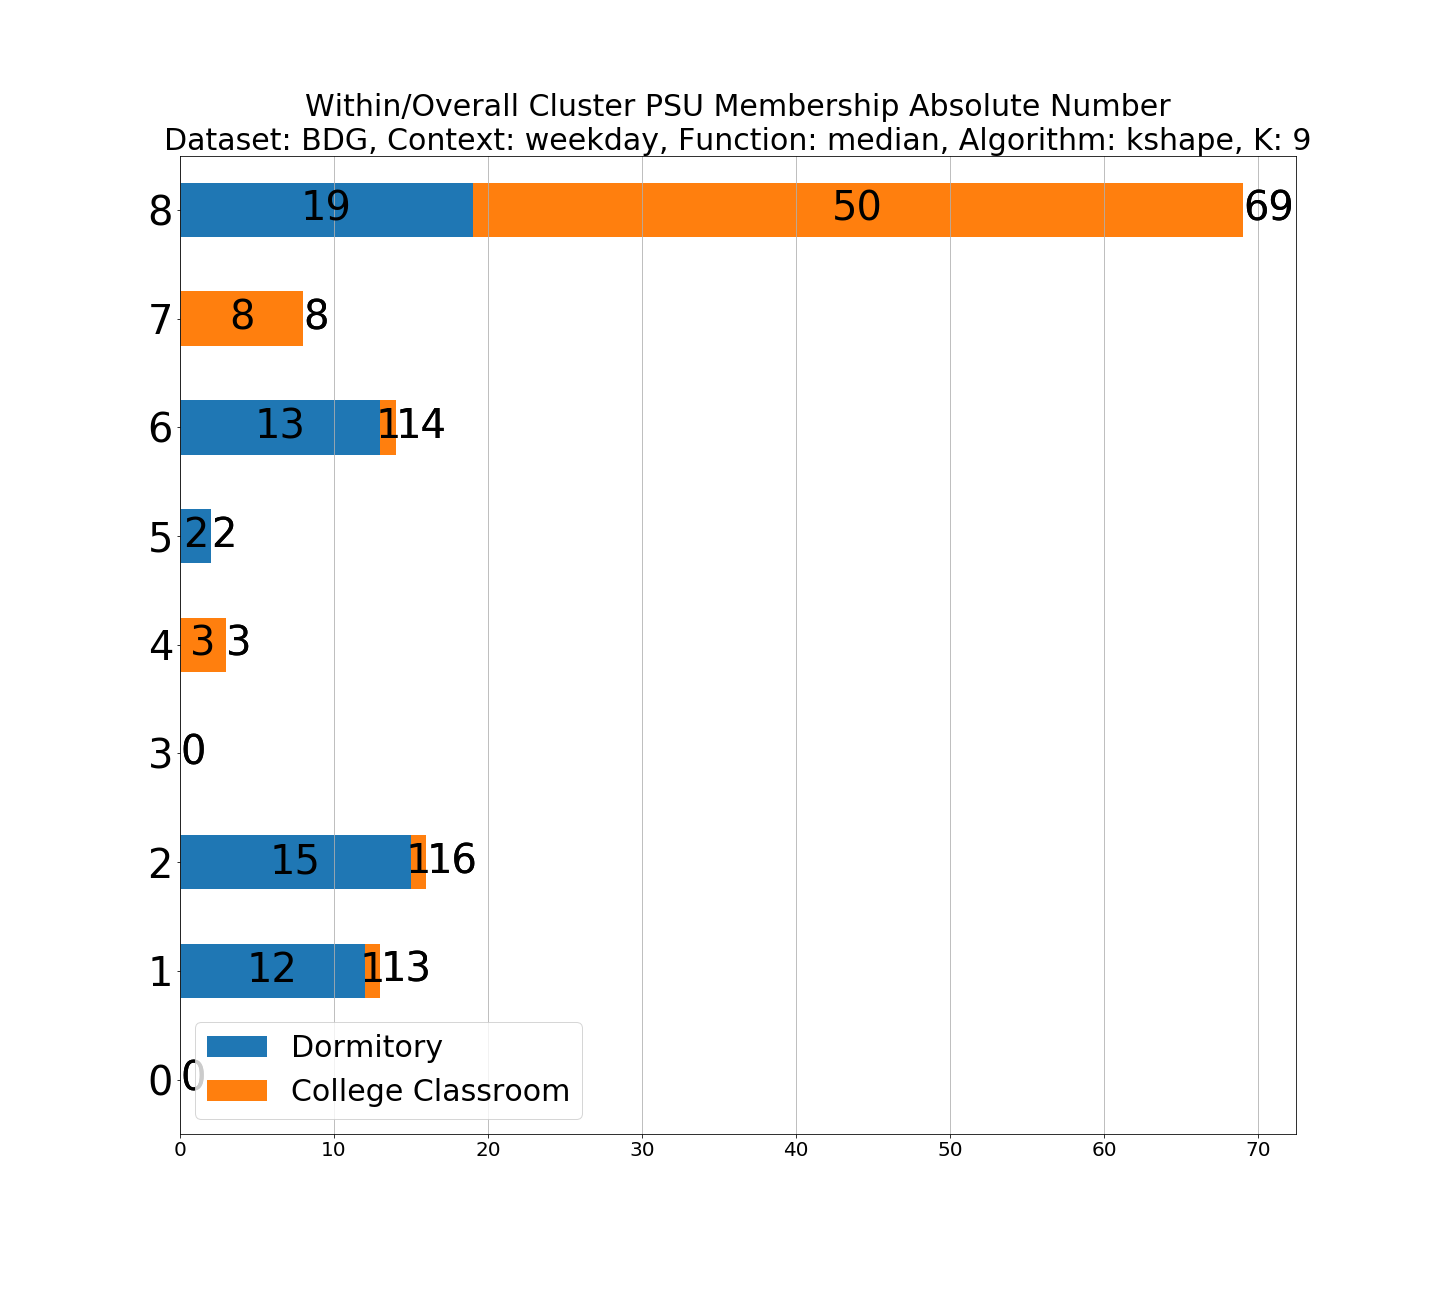 Within/Overall Cluster PSU Membership Absolute Number
Dataset: BDG, Context: weekday, Function: median, Algorithm: kshape, K: 9
8 19 50 69
7 8 8
6 13 1 14
5 2 2
4 3 3
3 0
2 15 1 16
1 12 1 13
0 0
Dormitory
College Classroom
0 10 20 30 40 50 60 70